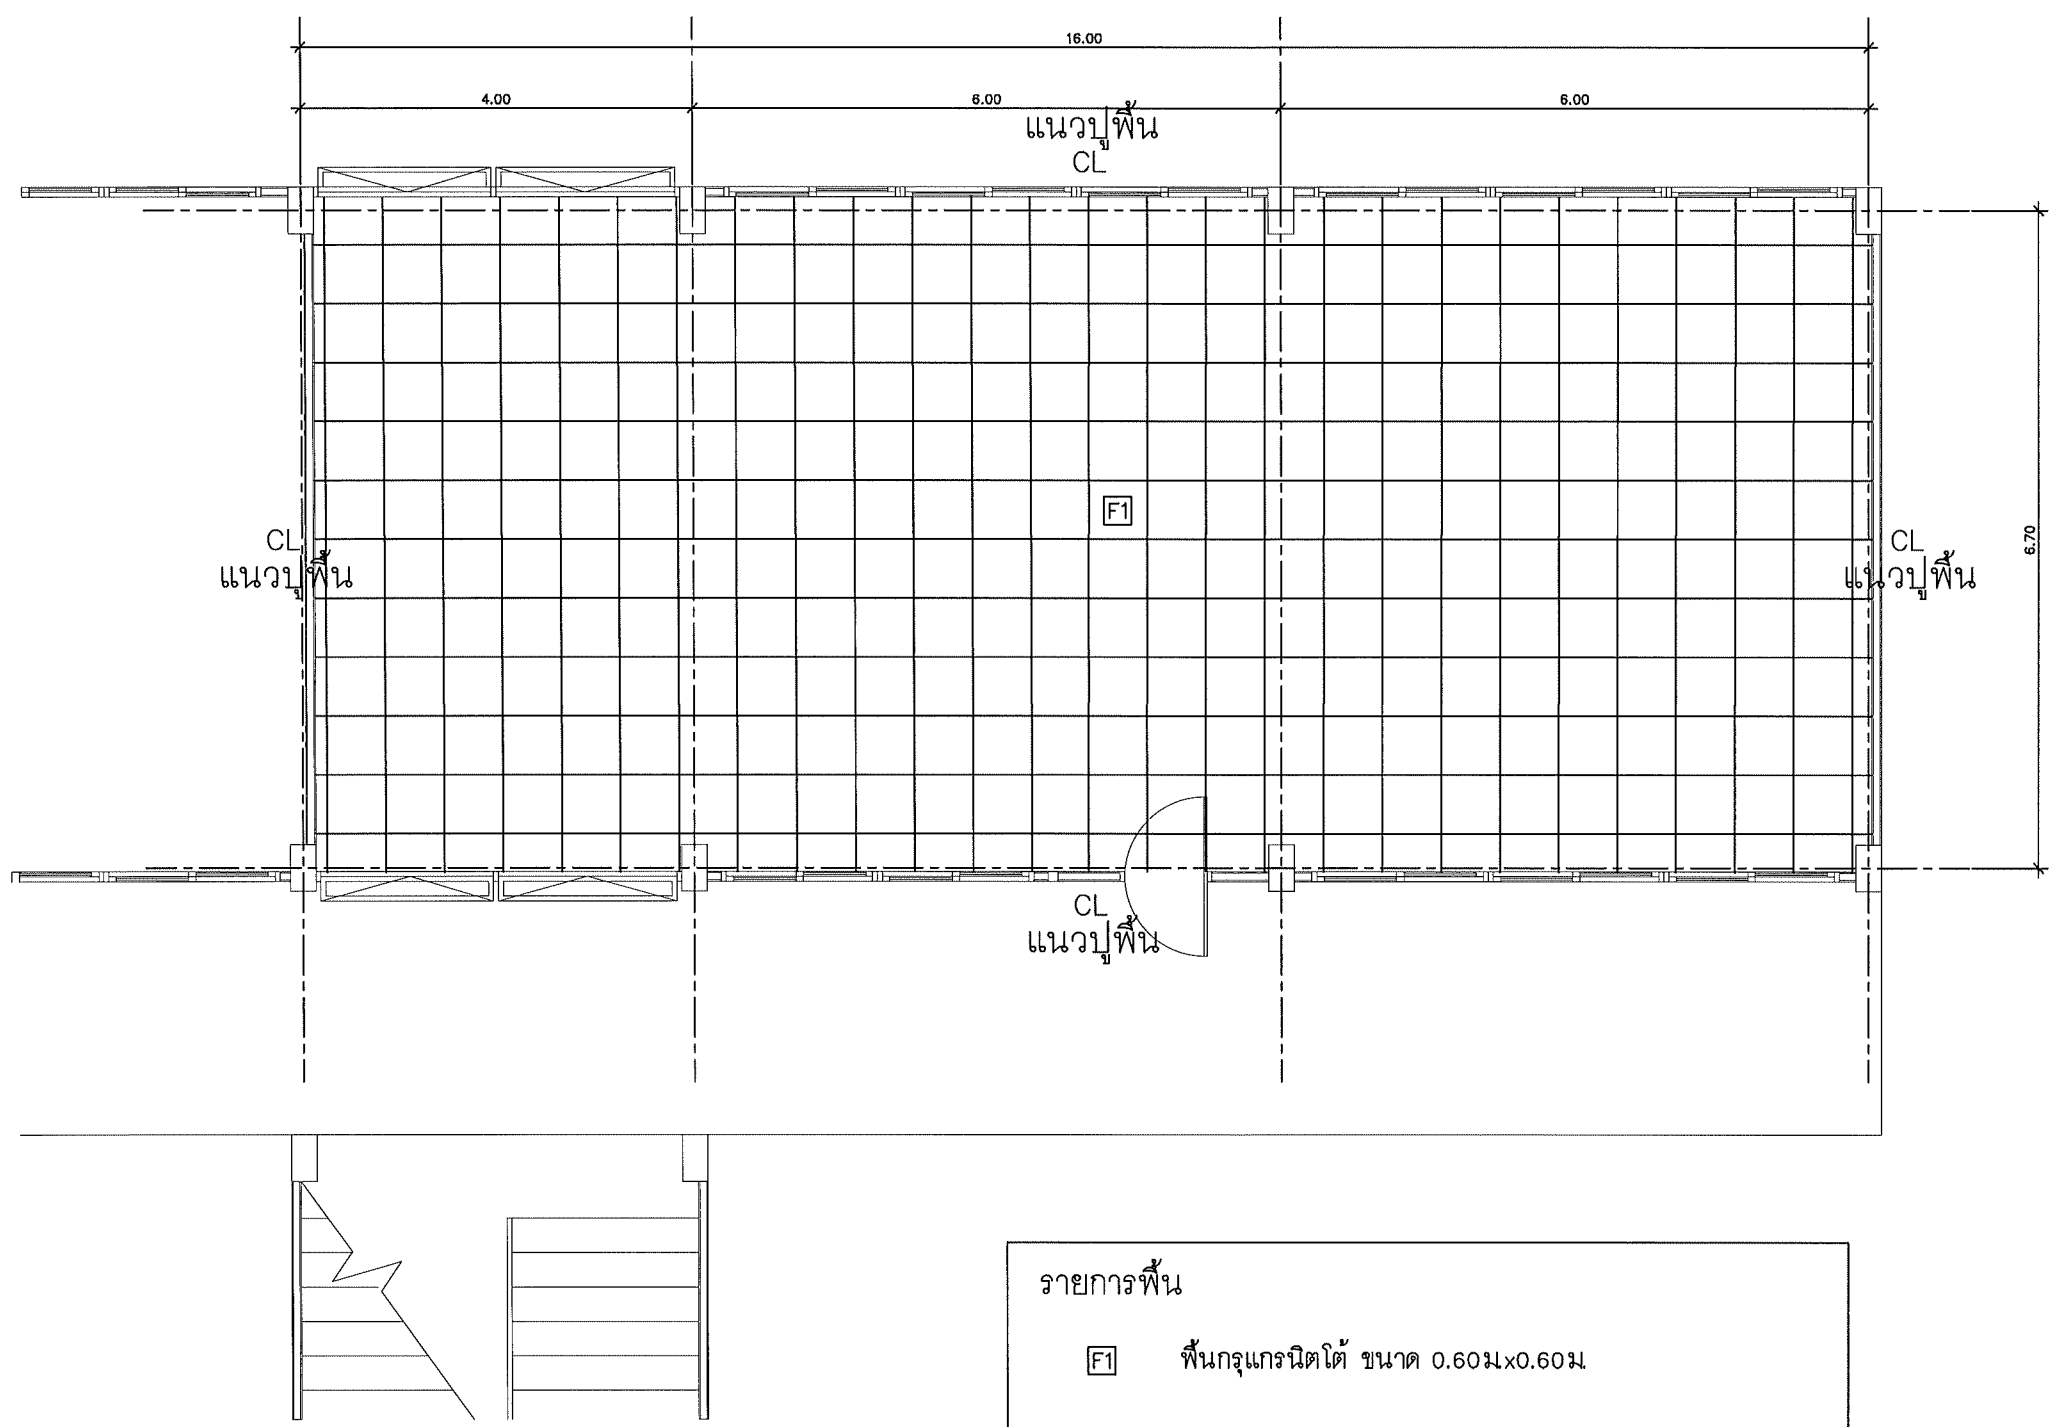 16.00
4.00
6.00
6.00
แนวปูพื้น
CL
F1
CL
แนวปูพื้น
CL
แนวปูพื้น
6.70
CL
แนวปูพื้น
รายการพื้น
F1 พื้นกรุแกรนิตโต้ ขนาด 0.60ม.x0.60ม.